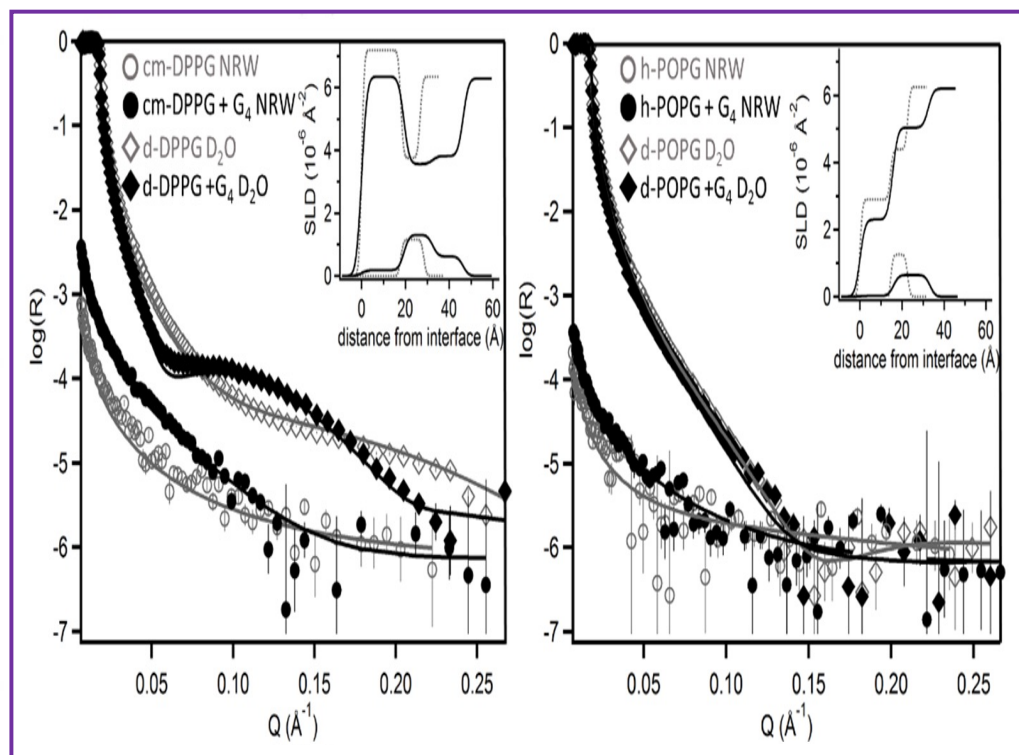 0
-1
-2
-3
-4
-5
-6
-7
log(R)
0.05
0.10
0.15
0.20
0.25
Q (Å⁻¹)
cm-DPPG NRW
cm-DPPG + G₄ NRW
d-DPPG D₂O
d-DPPG +G₄ D₂O
6
4
2
0
SLD (10⁻⁶ Å⁻²)
0
20
40
60
distance from interface (Å)
0
-1
-2
-3
-4
-5
-6
-7
log(R)
0.05
0.10
0.15
0.20
0.25
Q (Å⁻¹)
h-POPG NRW
h-POPG + G₄ NRW
d-POPG D₂O
d-POPG +G₄ D₂O
6
4
2
0
SLD (10⁻⁶ Å⁻²)
0
20
40
60
distance from interface (Å)